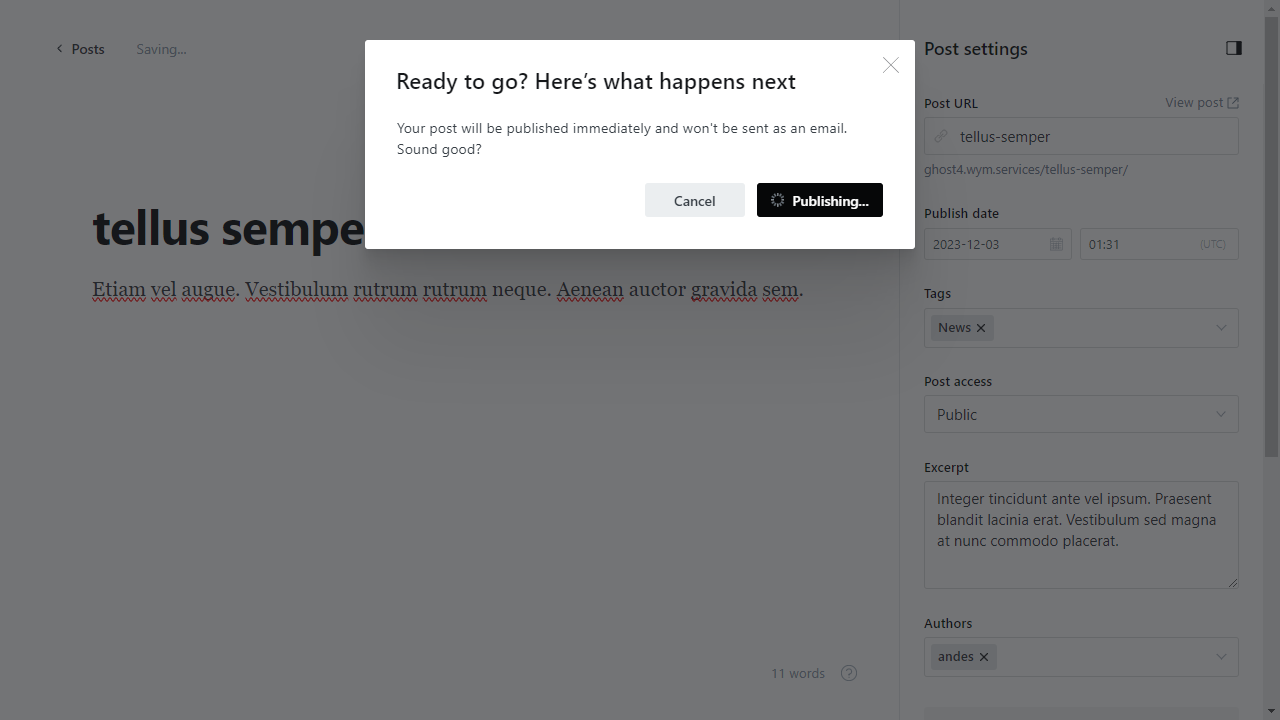 Posts
Saving...
Ready to go? Here's what happens next
Your post will be published immediately and won't be sent as an email.
Sound good?
Cancel
Publishing...
tellus sempe
Etiam vel augue. Vestibulum rutrum rutrum neque. Aenean auctor gravida sem.
11 words
?
Post settings
Post URL
View post
tellus-semper
ghost4.wym.services/tellus-semper/
Publish date
2023-12-03
01:31
(UTC)
Tags
News
Post access
Public
Excerpt
Integer tincidunt ante vel ipsum. Praesent
blandit lacinia erat. Vestibulum sed magna
at nunc commodo placerat.
Authors
andes